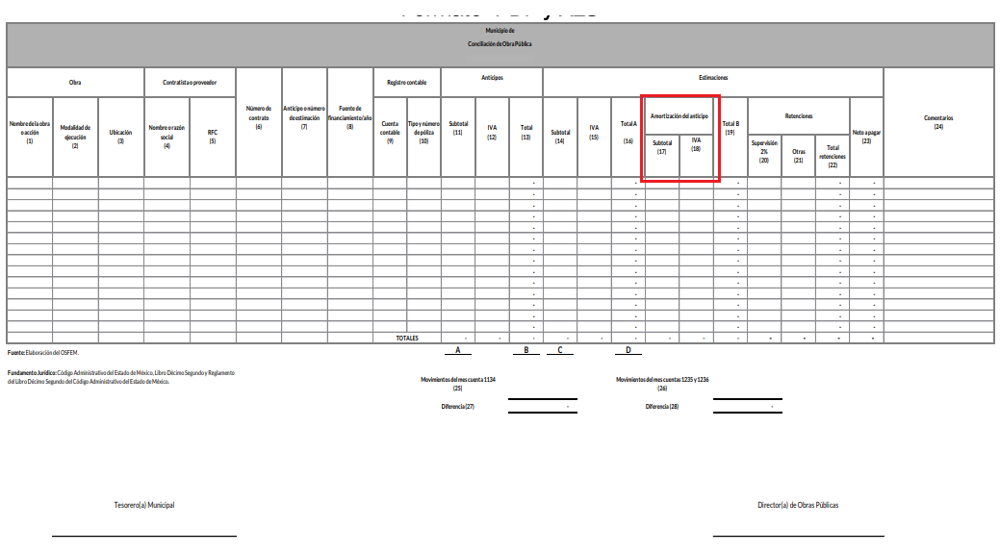 Municipio de
Conciliación de Obra Pública
Obra
Contratista o proveedor
Número de
contrato
(6)
Anticipo o número
de estimación
(7)
Fuente de
financiamiento/año
(8)
Registro contable
Anticipos
Estimaciones
Comentarios
(24)
Nombre de la obra
o acción
(1)
Modalidad de
ejecución
(2)
Ubicación
(3)
Nombre o razón
social
(4)
RFC
(5)
Cuenta
contable
(9)
Tipo y número
de póliza
(10)
Subtotal
(11)
IVA
(12)
Total
(13)
Subtotal
(14)
IVA
(15)
Total A
(16)
Amortización del anticipo
Subtotal
(17)
IVA
(18)
Total B
(19)
Retenciones
Supervisión
2%
(20)
Otras
(21)
Total
retenciones
(22)
Neto a pagar
(23)
- - - - -
- - - - -
- - - - -
- - - - -
- - - - -
- - - - -
- - - - -
- - - - -
- - - - -
- - - - -
- - - - -
- - - - -
- - - - -
- - - - -
TOTALES - - - - - - - - - - - - -
A B C D
Fuente: Elaboración del OSFEM.
Fundamento Jurídico: Código Administrativo del Estado de México, Libro Décimo Segundo y Reglamento
del Libro Décimo Segundo del Código Administrativo del Estado de México.
Movimientos del mes cuenta 1134
(25)
Movimientos del mes cuentas 1235 y 1236
(26)
Diferencia (27) -
Diferencia (28) -
Tesorero(a) Municipal
Director(a) de Obras Públicas